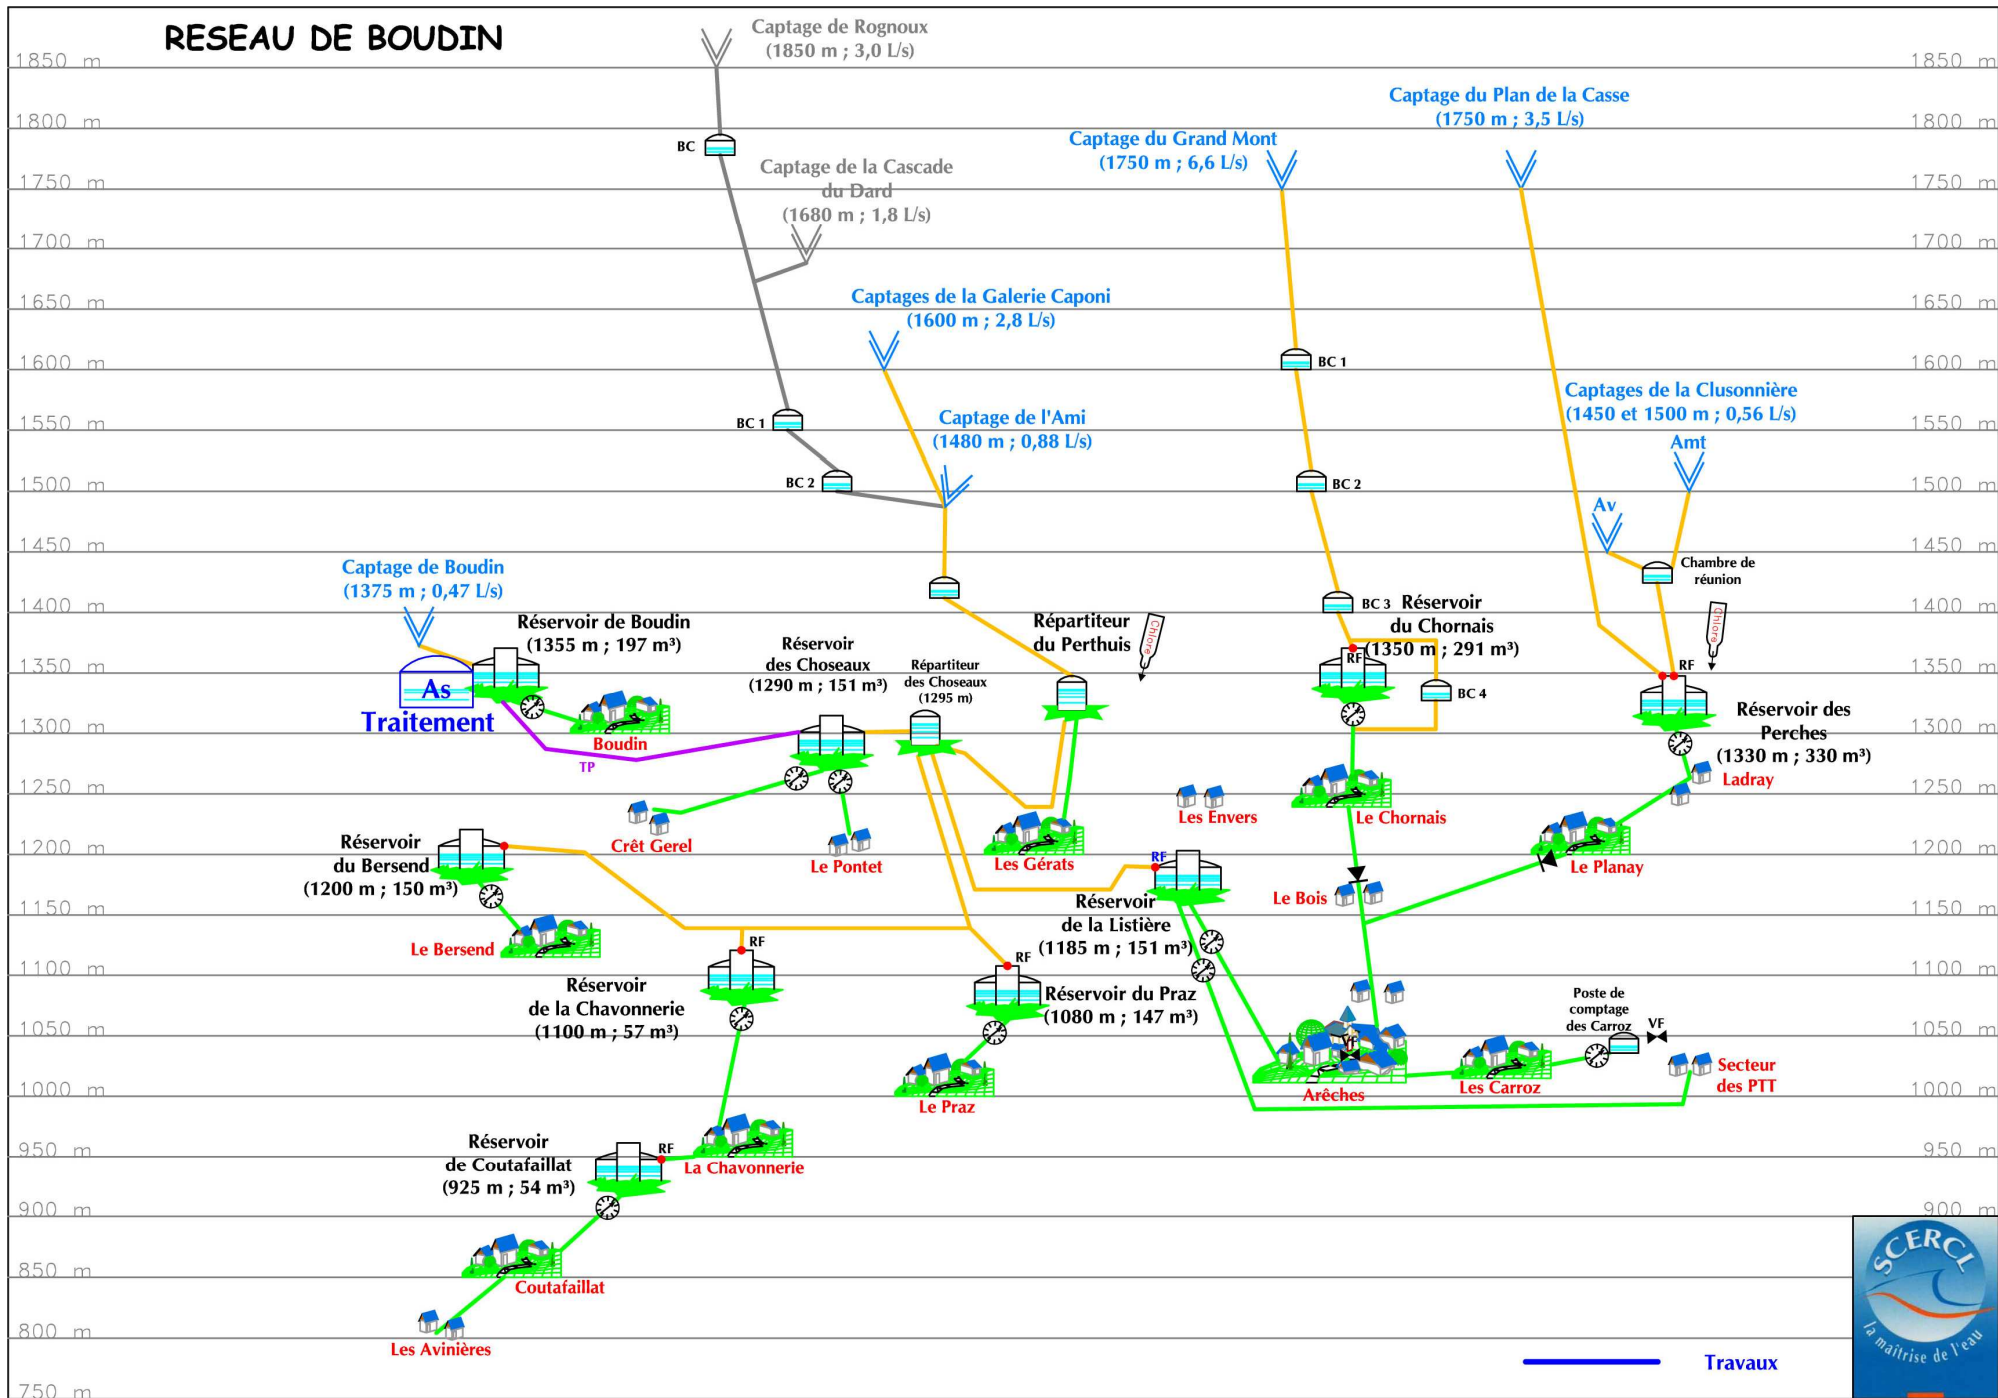 RESEAU DE BOUDIN
Captage de Rognoux
(1850 m ; 3,0 L/s)
1850 m
1850 m
Captage du Plan de la Casse
(1750 m ; 3,5 L/s)
1800 m
1800 m
BC
Captage du Grand Mont
(1750 m ; 6,6 L/s)
Captage de la Cascade
du Dard
(1680 m ; 1,8 L/s)
1750 m
1750 m
1700 m
1700 m
1650 m
1650 m
Captages de la Galerie Caponi
(1600 m ; 2,8 L/s)
1600 m
1600 m
BC 1
Captages de la Clusonnière
(1450 et 1500 m ; 0,56 L/s)
Amt
Captage de l'Ami
(1480 m ; 0,88 L/s)
BC 1
1550 m
1550 m
BC 2
BC 2
1500 m
1500 m
Av
1450 m
1450 m
Chambre de
réunion
Captage de Boudin
(1375 m ; 0,47 L/s)
1400 m
1400 m
BC 3
Réservoir
du Chornais
(1350 m ; 291 m³)
RF
Réservoir de Boudin
(1355 m ; 197 m³)
Réservoir
des Choseaux
(1290 m ; 151 m³)
Répartiteur
des Choseaux
(1295 m)
Répartiteur
du Perthuis
Chlore
Chlore
RF
1350 m
1350 m
As
Traitement
BC 4
Réservoir des
Perches
(1330 m ; 330 m³)
1300 m
1300 m
Boudin
TP
Ladray
1250 m
1250 m
Les Envers
Le Chornais
Crêt Gerel
Le Pontet
Les Gérats
Le Planay
1200 m
1200 m
Réservoir
du Bersend
(1200 m ; 150 m³)
RF
Le Bois
1150 m
1150 m
Réservoir
de la Listière
(1185 m ; 151 m³)
Le Bersend
RF
RF
1100 m
1100 m
Réservoir
de la Chavonnerie
(1100 m ; 57 m³)
Réservoir du Praz
(1080 m ; 147 m³)
Poste de
comptage
des Carroz
VF
VF
1050 m
1050 m
Secteur
des PTT
Les Carroz
Arêches
Le Praz
1000 m
1000 m
950 m
950 m
Réservoir
de Coutafaillat
(925 m ; 54 m³)
RF
La Chavonnerie
900 m
900 m
850 m
Coutafaillat
800 m
Les Avinières
750 m
SCERCL
la maîtrise de l'eau
Travaux